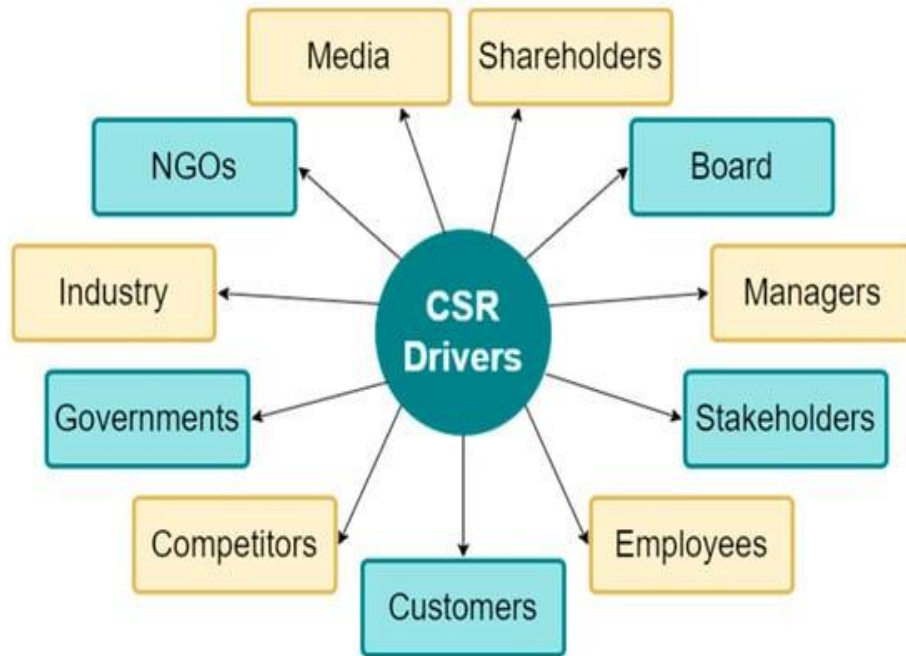 Media
Shareholders
NGOs
Board
Industry
CSR
Drivers
Managers
Governments
Stakeholders
Competitors
Employees
Customers